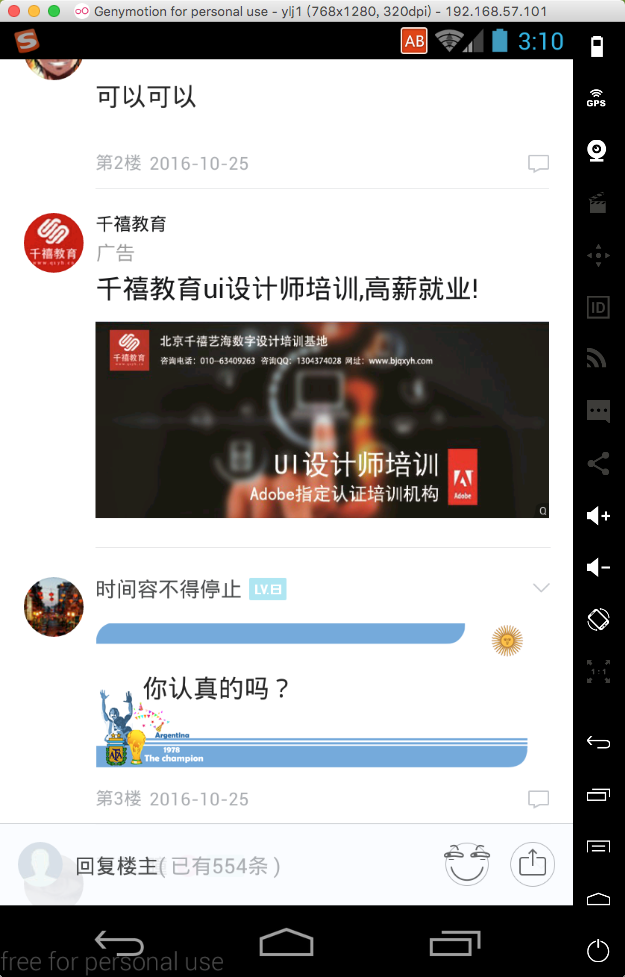 Genymotion for personal use - ylj1 (768x1280, 320dpi) - 192.168.57.101
S
AB
3:10
GPS
可以可以
第2楼 2016-10-25
千禧教育
千禧教育
广告
千禧教育ui设计师培训,高薪就业!
ID
千禧教育
北京千禧艺海数字设计培训基地
咨询电话：010--63409263 咨询QQ：1304374028 网址：www.bjqxyh.com
UI设计师培训
Adobe指定认证培训机构
Adobe
Q
时间容不得停止
1:1
你认真的吗？
Argentina
1978
AFA
The champion
第3楼 2016-10-25
回复楼主( 已有554条 )
free for personal use